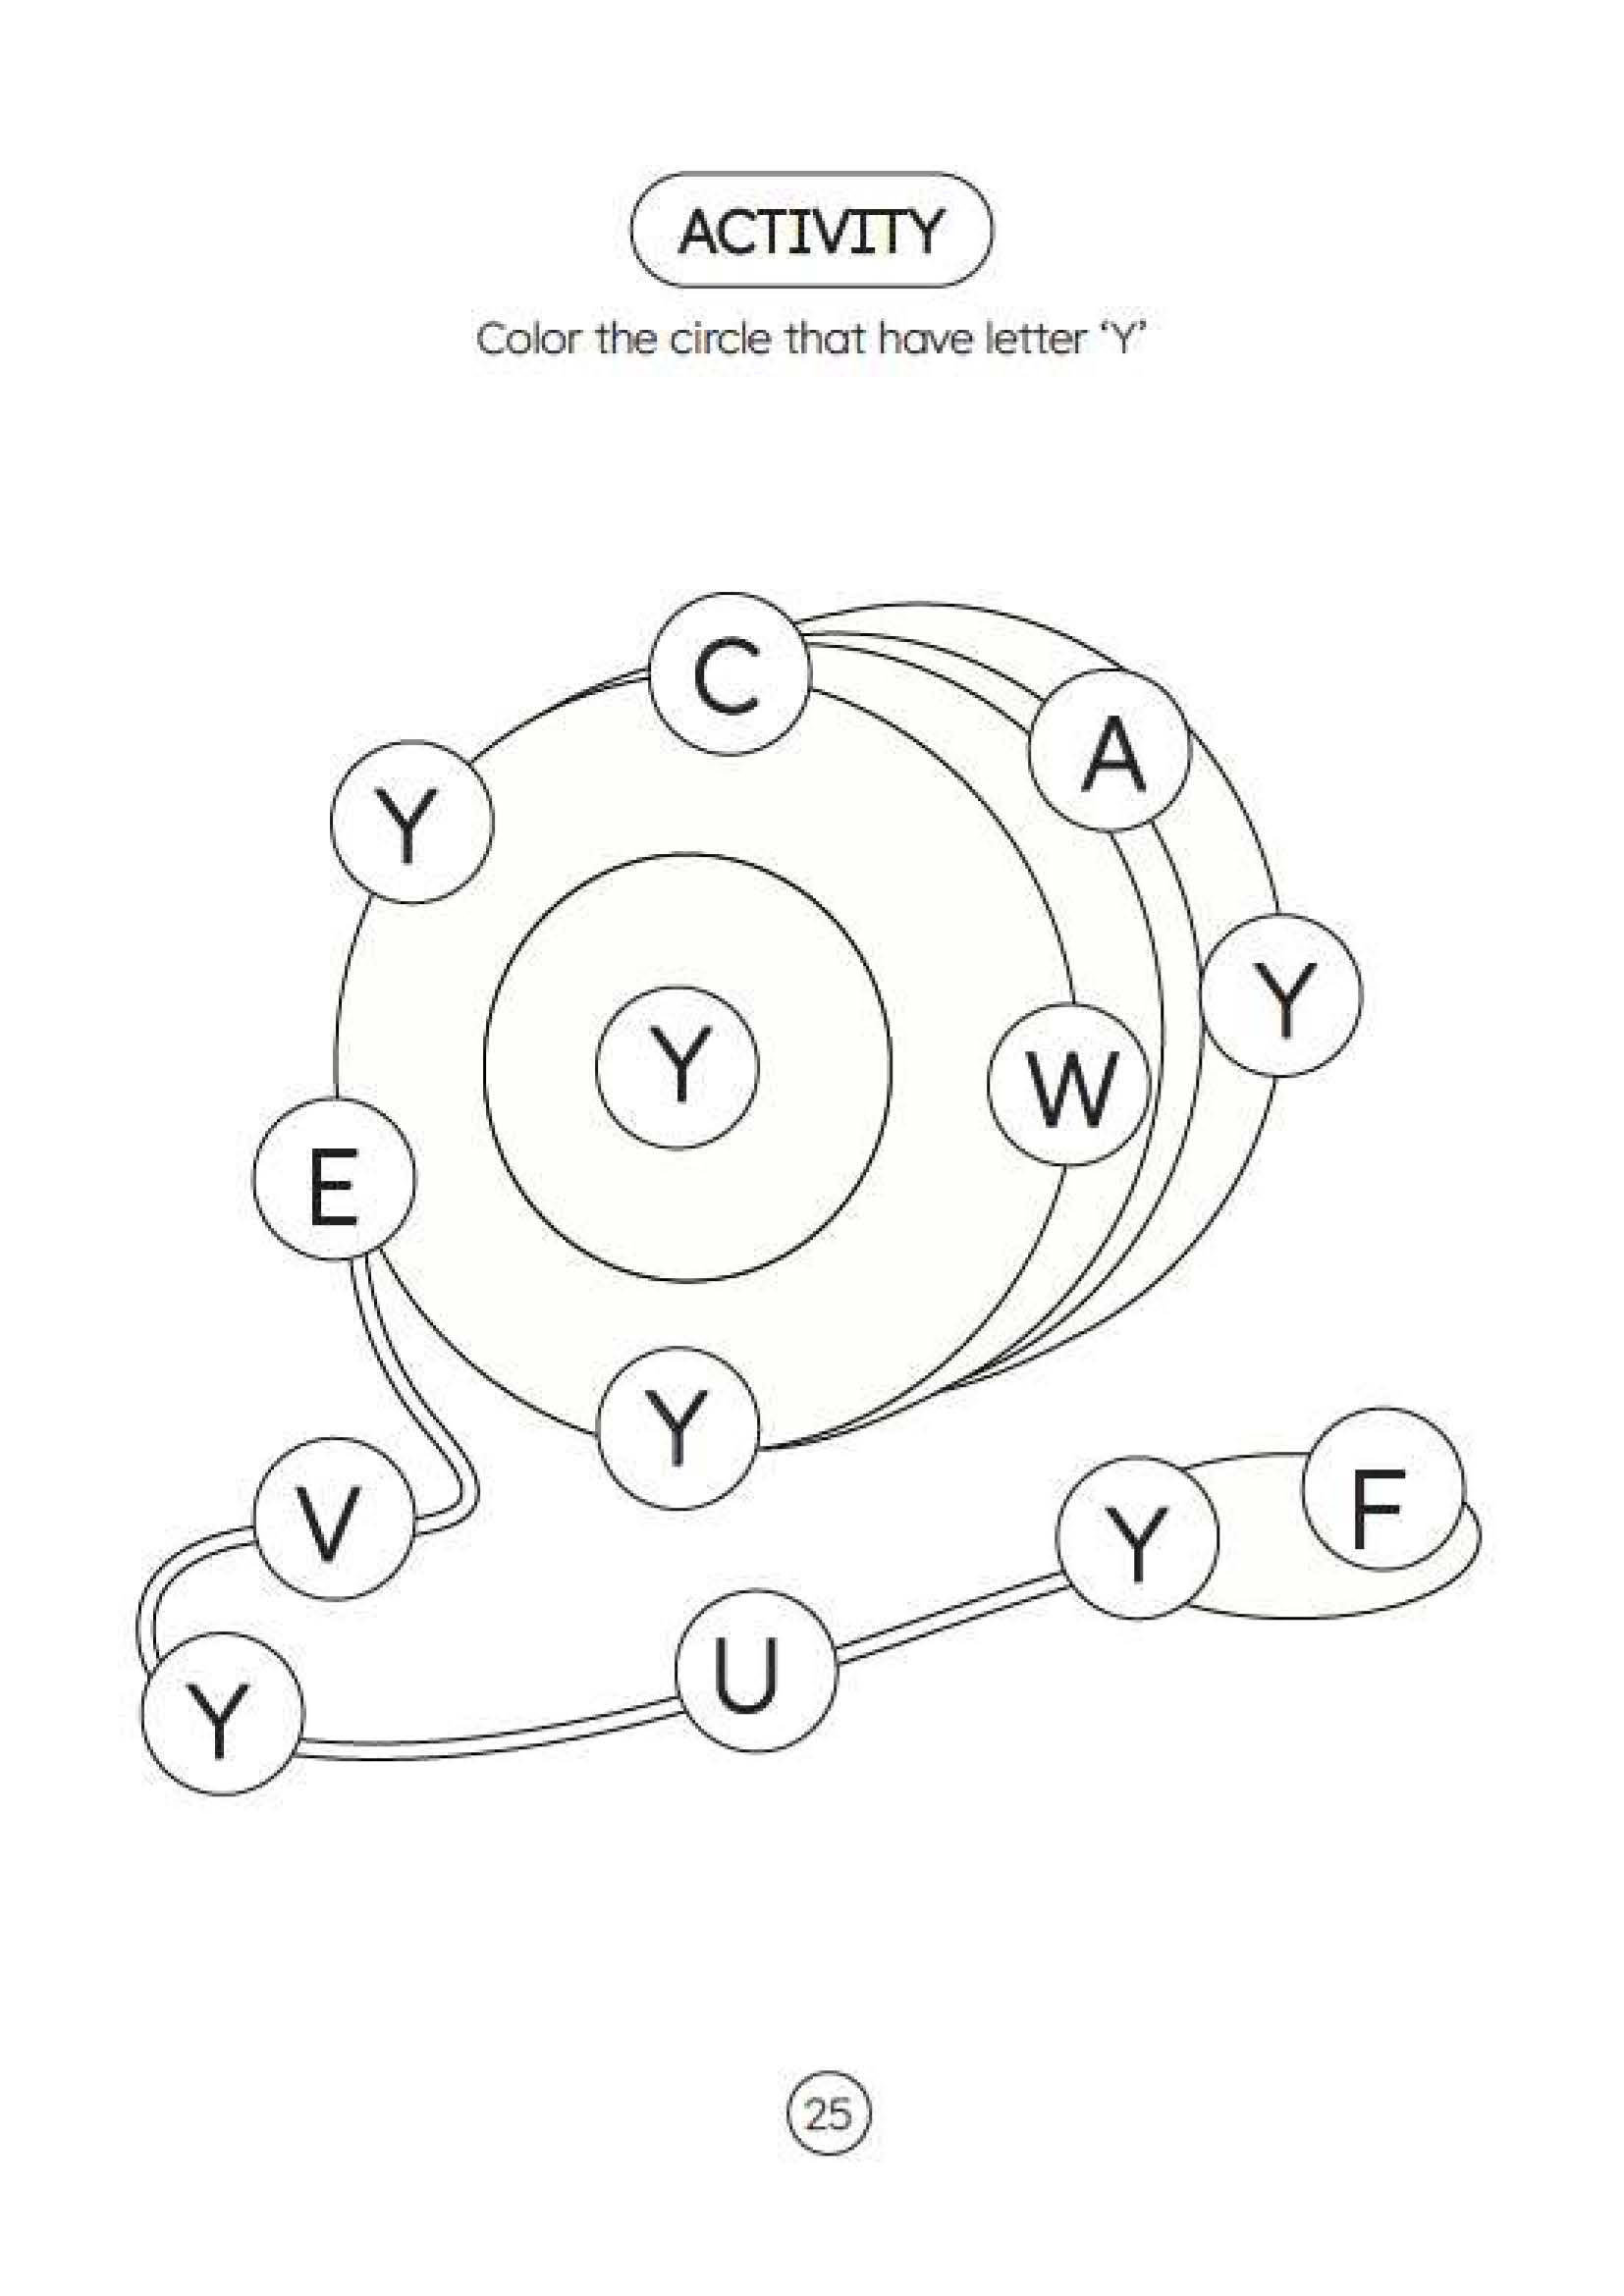 ACTIVITY
Color the circle that have letter ‘Y’
C
A
Y
Y
Y
W
E
Y
F
V
Y
U
Y
25